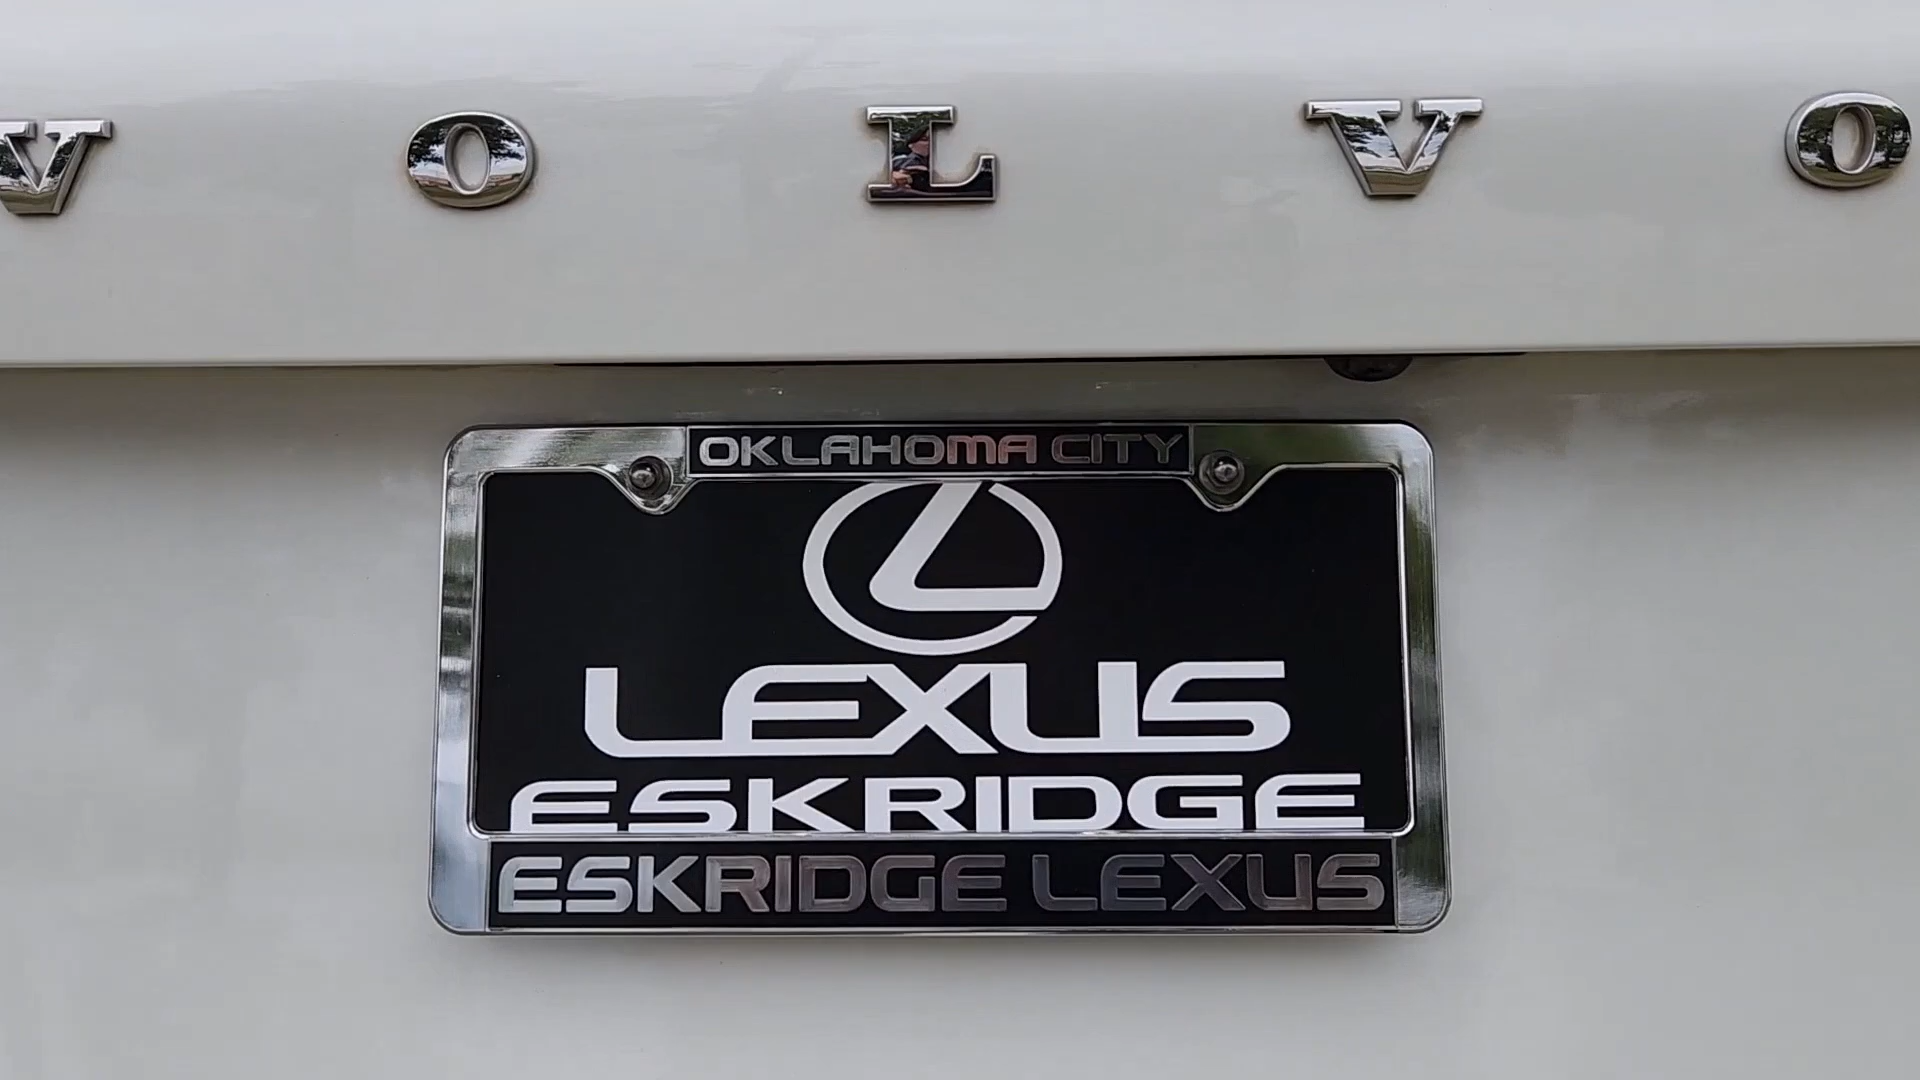 VOLVO
OKLAHOMA CITY
LEXUS
ESKRIDGE
ESKRIDGE LEXUS